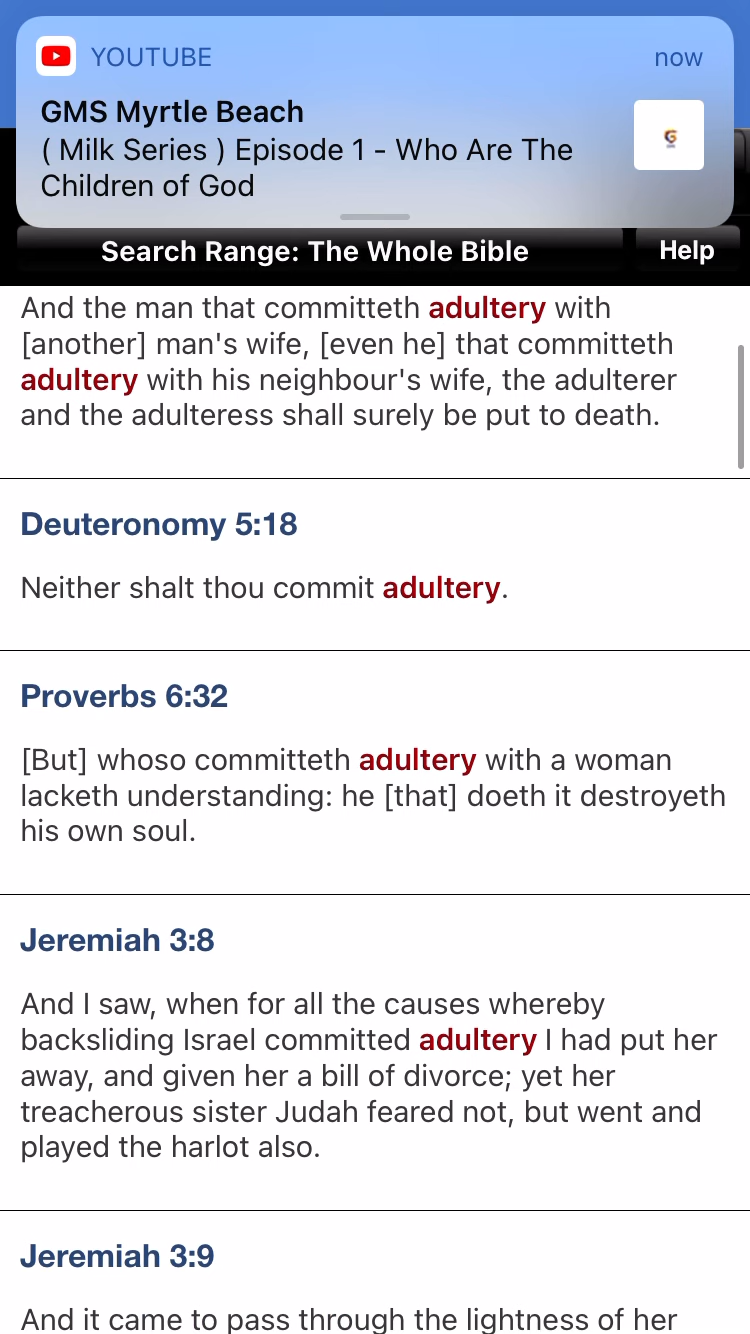 YOUTUBE
now
GMS Myrtle Beach
( Milk Series ) Episode 1 - Who Are The
Children of God
Search Range: The Whole Bible
Help
And the man that committeth adultery with
[another] man's wife, [even he] that committeth
adultery with his neighbour's wife, the adulterer
and the adulteress shall surely be put to death.
Deuteronomy 5:18
Neither shalt thou commit adultery.
Proverbs 6:32
[But] whoso committeth adultery with a woman
lacketh understanding: he [that] doeth it destroyeth
his own soul.
Jeremiah 3:8
And I saw, when for all the causes whereby
backsliding Israel committed adultery I had put her
away, and given her a bill of divorce; yet her
treacherous sister Judah feared not, but went and
played the harlot also.
Jeremiah 3:9
And it came to pass through the lightness of her